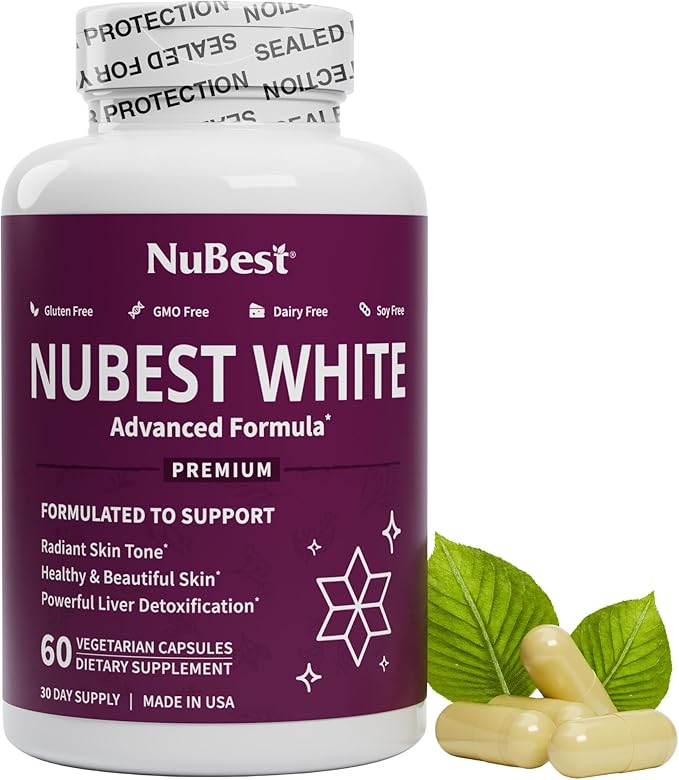 PROTECTION
SEALED FOR
SEALED
PROTECTION
NuBest®
Gluten Free GMO Free Dairy Free Soy Free
NUBEST WHITE
Advanced Formula*
PREMIUM
FORMULATED TO SUPPORT
Radiant Skin Tone*
Healthy & Beautiful Skin*
Powerful Liver Detoxification*
60 VEGETARIAN CAPSULES
DIETARY SUPPLEMENT
30 DAY SUPPLY | MADE IN USA